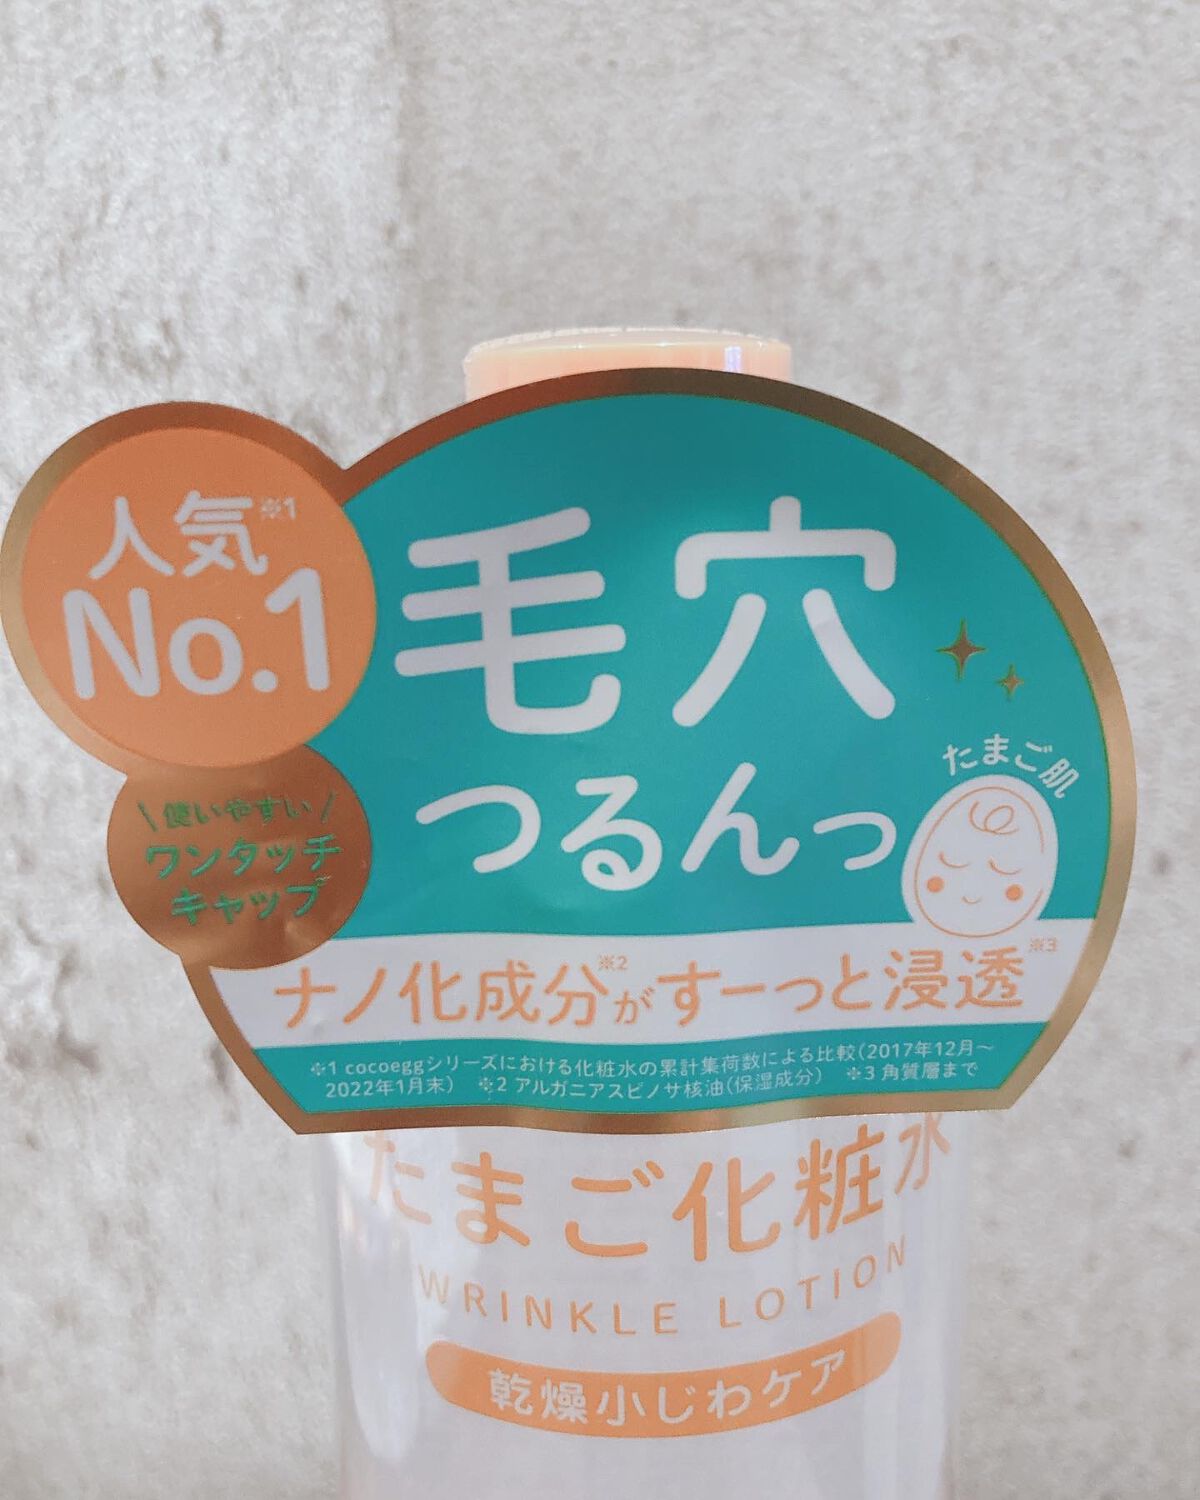 人気※1
No.1
\ 使いやすい /
ワンタッチ
キャップ
毛穴
つるんっ
たまご肌
ナノ化成分※2がすーっと浸透※3
※1 cocoeggシリーズにおける化粧水の累計集荷数による比較(2017年12月～
2022年1月末) ※2 アルガニアスピノサ核油(保湿成分) ※3 角質層まで
たまご化粧水
WRINKLE LOTION
乾燥小じわケア